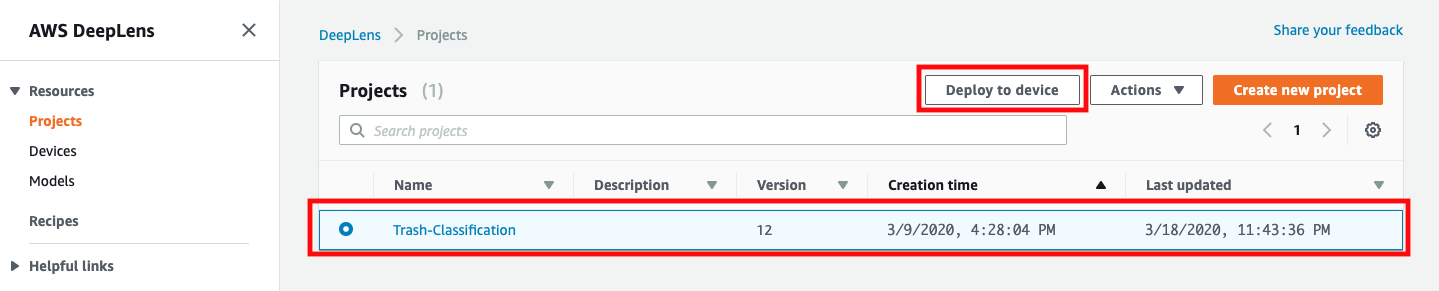 AWS DeepLens
Resources
Projects
Devices
Models
Recipes
Helpful links
DeepLens Projects
Share your feedback
Projects (1)
Deploy to device
Actions
Create new project
Search projects
1
Name Description Version Creation time Last updated
Trash-Classification 12 3/9/2020, 4:28:04 PM 3/18/2020, 11:43:36 PM